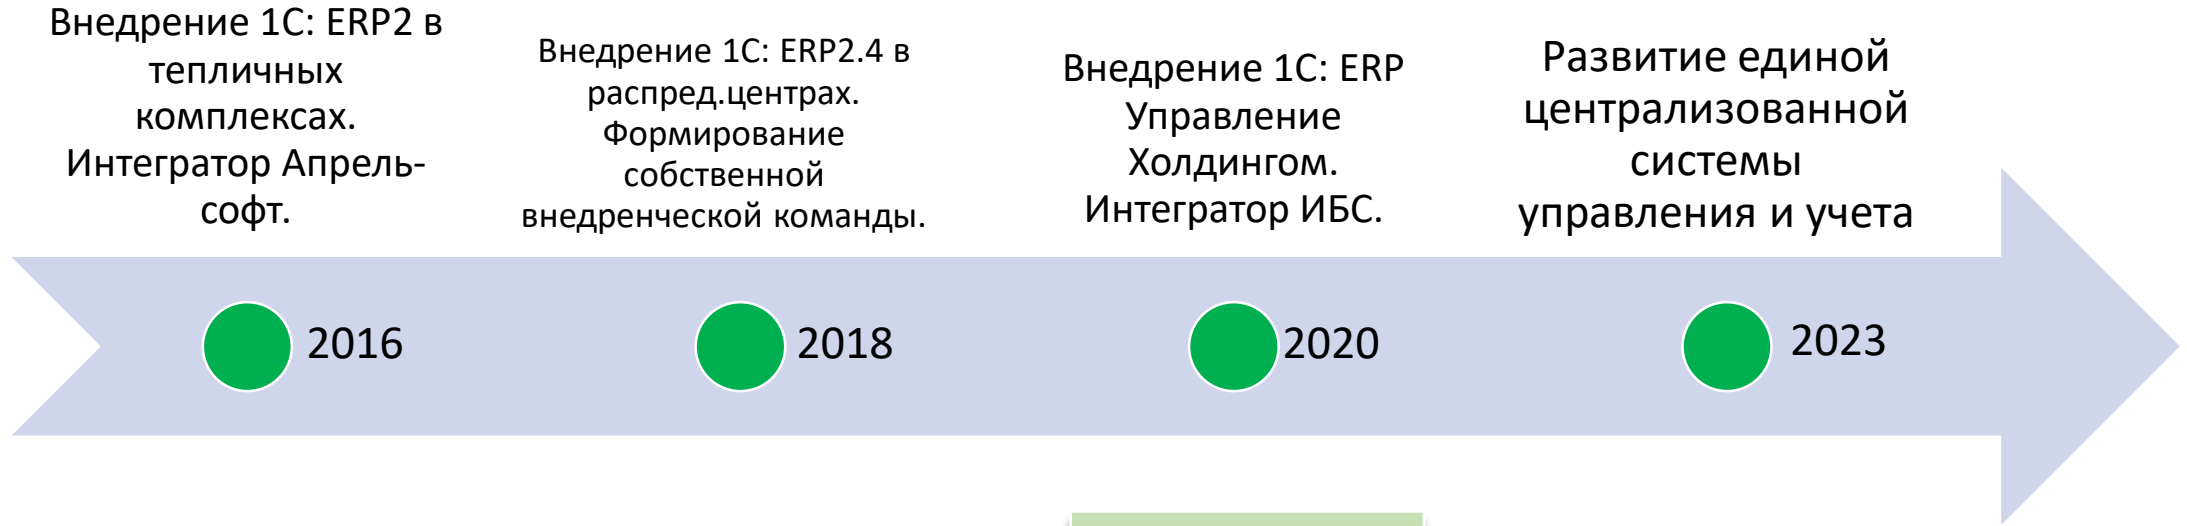 Внедрение 1С: ERP2 в
тепличных
комплексах.
Интегратор Апрель-
софт.
Внедрение 1С: ERP2.4 в
распред.центрах.
Формирование
собственной
внедренческой команды.
Внедрение 1С: ERP
Управление
Холдингом.
Интегратор ИБС.
Развитие единой
централизованной
системы
управления и учета
2016
2018
2020
2023